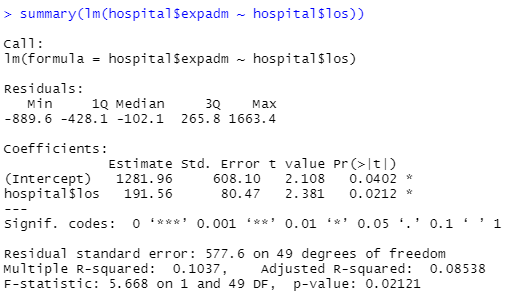 > summary(lm(hospital$expadm ~ hospital$los))
Call:
lm(formula = hospital$expadm ~ hospital$los)
Residuals:
Min 1Q Median 3Q Max
-889.6 -428.1 -102.1 265.8 1663.4
Coefficients:
Estimate Std. Error t value Pr(>|t|)
(Intercept) 1281.96 608.10 2.108 0.0402 *
hospital$los 191.56 80.47 2.381 0.0212 *
---
Signif. codes: 0 ‘***’ 0.001 ‘**’ 0.01 ‘*’ 0.05 ‘.’ 0.1 ‘ ’ 1
Residual standard error: 577.6 on 49 degrees of freedom
Multiple R-squared: 0.1037, Adjusted R-squared: 0.08538
F-statistic: 5.668 on 1 and 49 DF, p-value: 0.02121